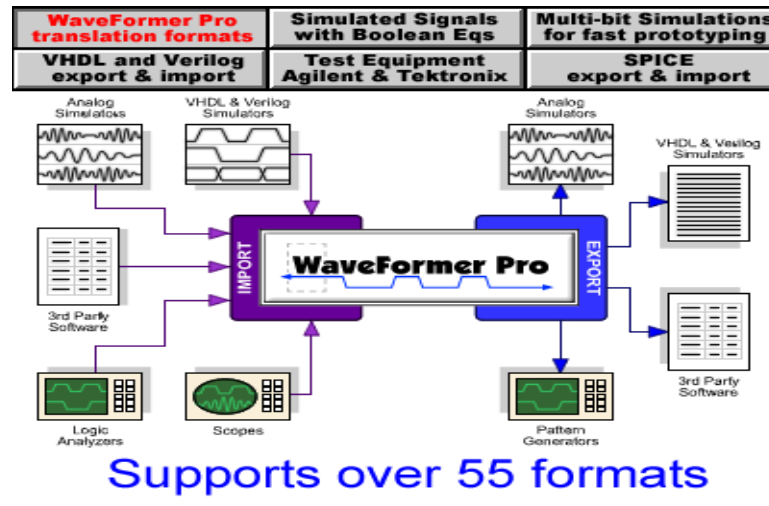 WaveFormer Pro
translation formats
Simulated Signals
with Boolean Eqs
Multi-bit Simulations
for fast prototyping
VHDL and Verilog
export & import
Test Equipment
Agilent & Tektronix
SPICE
export & import
Analog
Simulators
VHDL & Verilog
Simulators
Analog
Simulators
VHDL & Verilog
Simulators
IMPORT
WaveFormer Pro
EXPORT
3rd Party
Software
3rd Party
Software
Logic
Analyzers
Scopes
Pattern
Generators
Supports over 55 formats